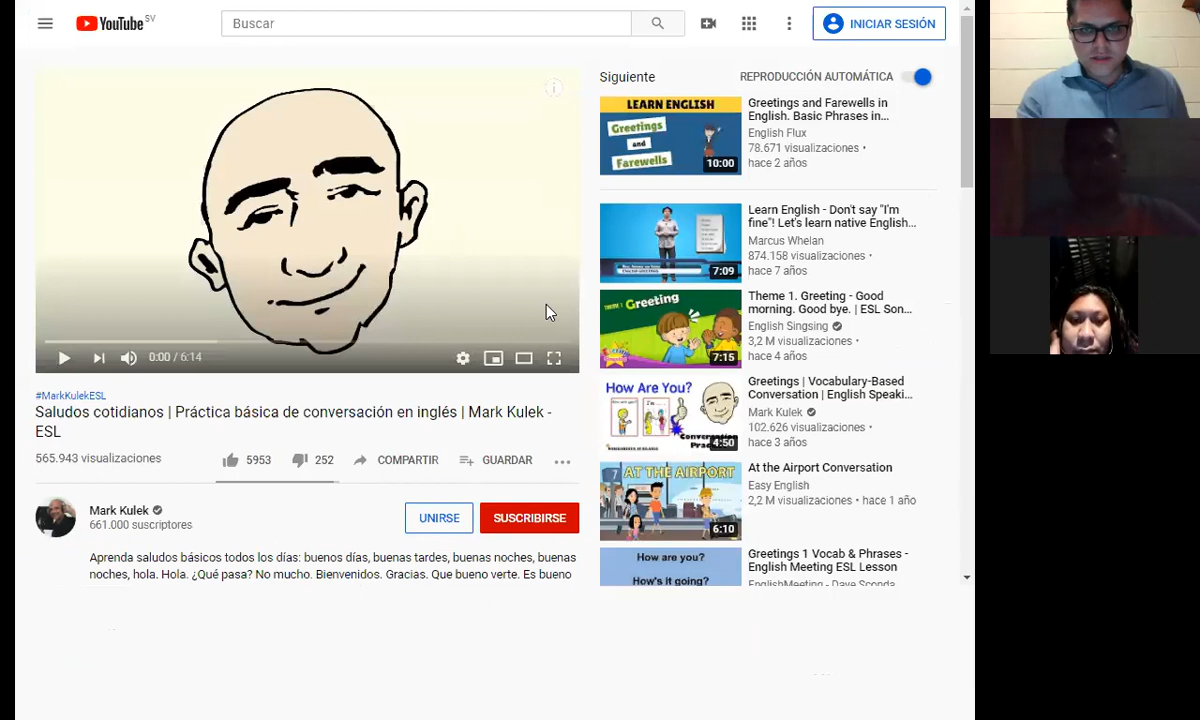 YouTube SV
Buscar
INICIAR SESIÓN
0:00 / 6:14
#MarkKulekESL
Saludos cotidianos | Práctica básica de conversación en inglés | Mark Kulek -
ESL
565.943 visualizaciones
5953
252
COMPARTIR
GUARDAR
Mark Kulek
661.000 suscriptores
UNIRSE
SUSCRIBIRSE
Aprenda saludos básicos todos los días: buenos días, buenas tardes, buenas noches, buenas
noches, hola. Hola. ¿Qué pasa? No mucho. Bienvenidos. Gracias. Que bueno verte. Es bueno
Siguiente
REPRODUCCIÓN AUTOMÁTICA
LEARN ENGLISH
Greetings
and
Farewells
10:00
Greetings and Farewells in
English. Basic Phrases in...
English Flux
78.671 visualizaciones •
hace 2 años
7:09
Learn English - Don't say "I'm
fine"! Let's learn native English...
Marcus Whelan
874.158 visualizaciones •
hace 7 años
THEME 1. Greeting
7:15
Theme 1. Greeting - Good
morning. Good bye. | ESL Son...
English Singsing
3,2 M visualizaciones •
hace 4 años
How Are You?
Conversation
4:50
Greetings | Vocabulary-Based
Conversation | English Speaki...
Mark Kulek
102.626 visualizaciones •
hace 3 años
7 AT THE AIRPORT
6:10
At the Airport Conversation
Easy English
2,2 M visualizaciones • hace 1 año
How are you?
How's it going?
Greetings 1 Vocab & Phrases -
English Meeting ESL Lesson
EnglishMeeting - Dave Sconda